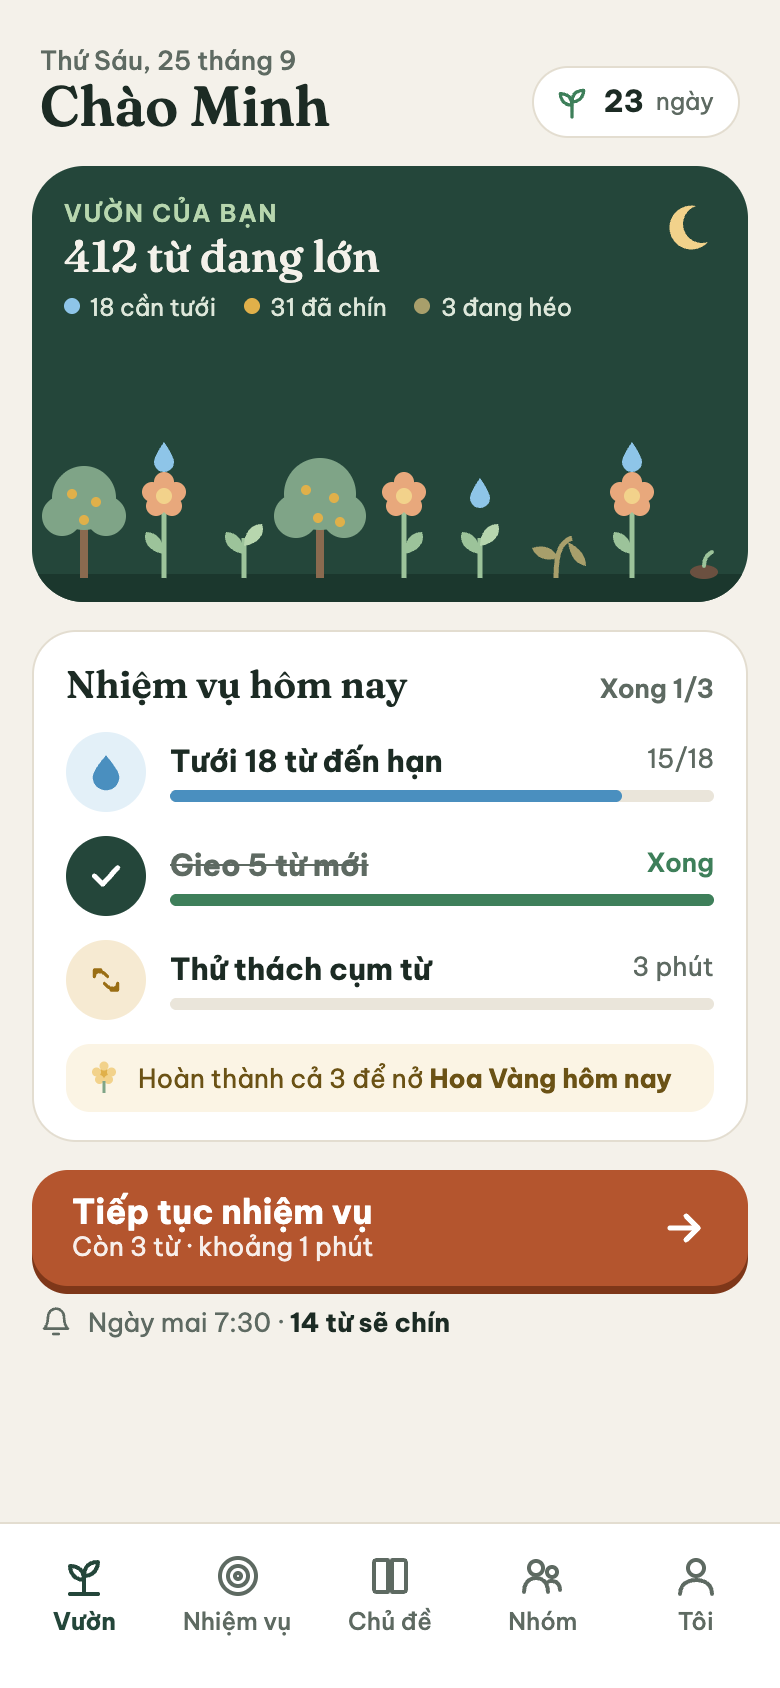 Thứ Sáu, 25 tháng 9
Chào Minh
23 ngày
VƯỜN CỦA BẠN
412 từ đang lớn
18 cần tưới 31 đã chín 3 đang héo
Nhiệm vụ hôm nay
Xong 1/3
Tưới 18 từ đến hạn
15/18
Gieo 5 từ mới
Xong
Thử thách cụm từ
3 phút
Hoàn thành cả 3 để nở Hoa Vàng hôm nay
Tiếp tục nhiệm vụ
Còn 3 từ · khoảng 1 phút
Ngày mai 7:30 · 14 từ sẽ chín
Vườn
Nhiệm vụ
Chủ đề
Nhóm
Tôi